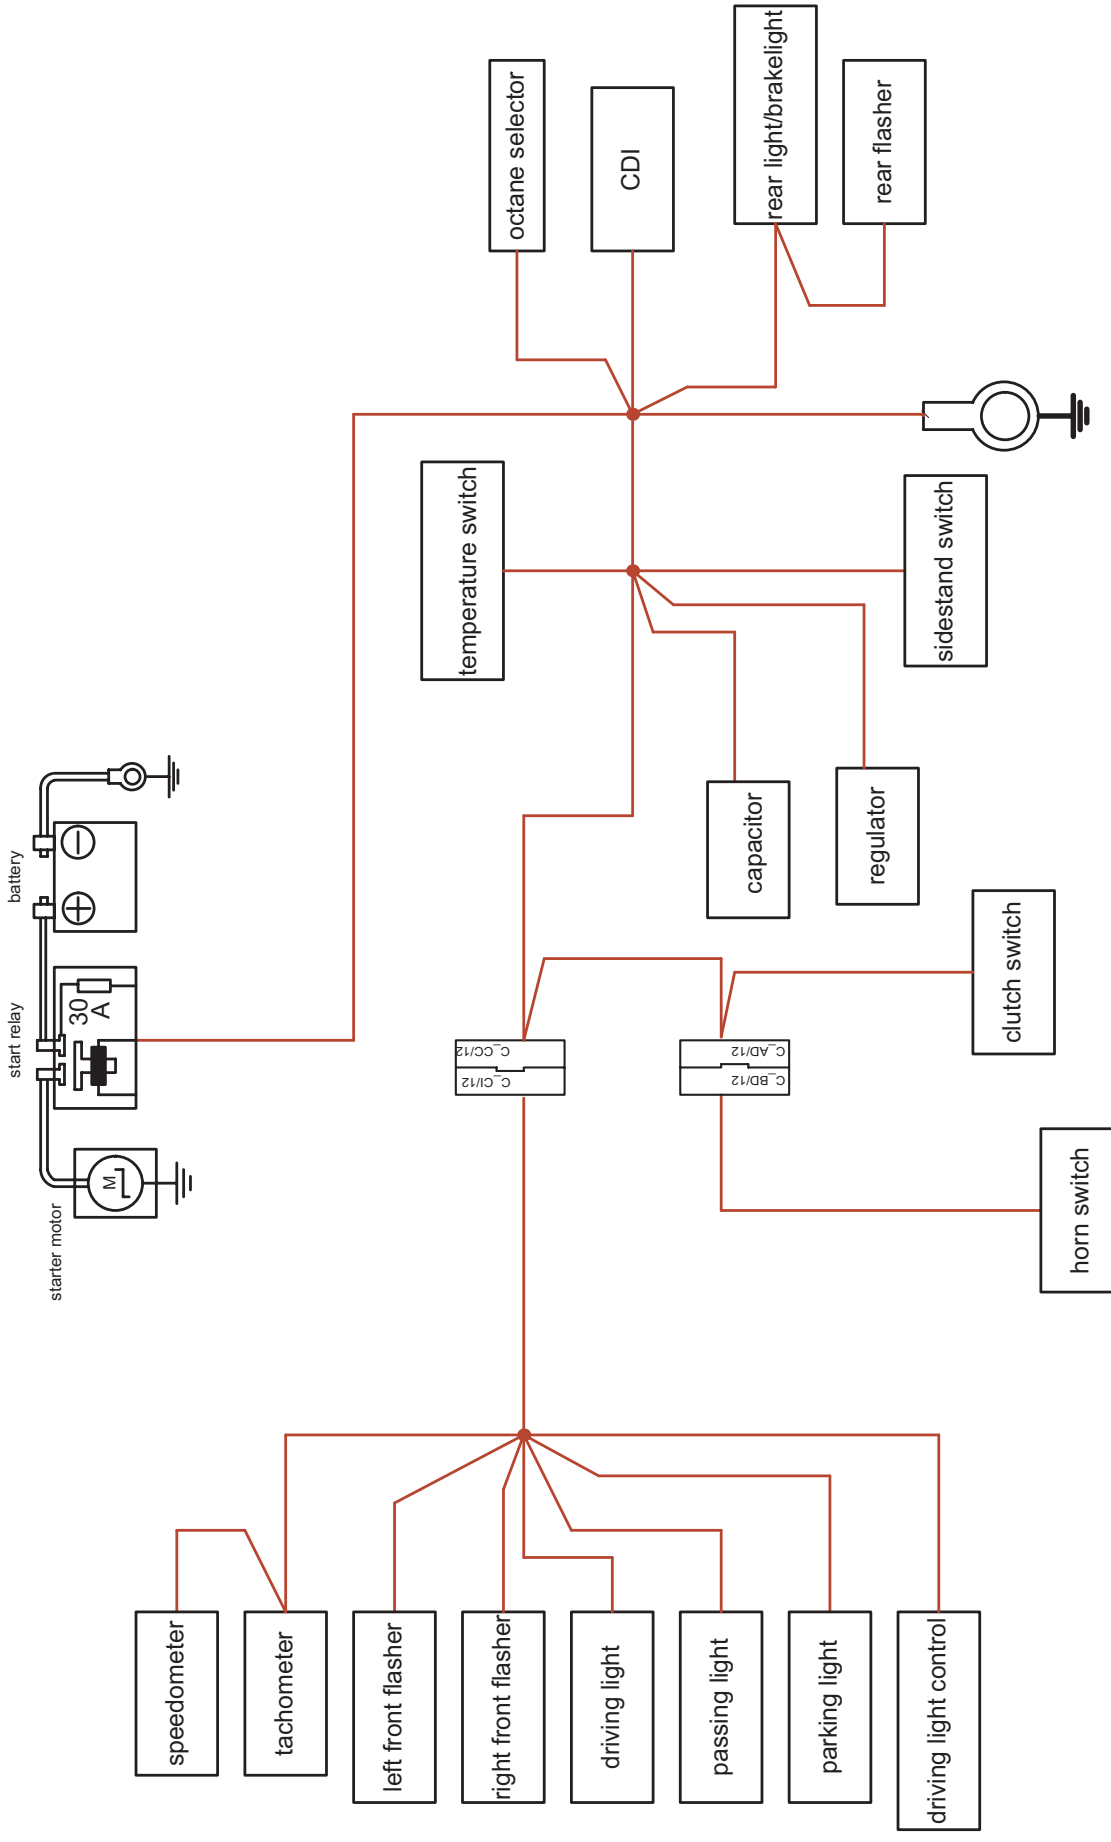 starter motor
start relay
battery
M
30
A
speedometer
tachometer
left front flasher
right front flasher
driving light
passing light
parking light
driving light control
C_CI/12
C_CC/12
C_BD/12
C_AD/12
horn switch
clutch switch
capacitor
regulator
temperature switch
sidestand switch
octane selector
CDI
rear light/brakelight
rear flasher